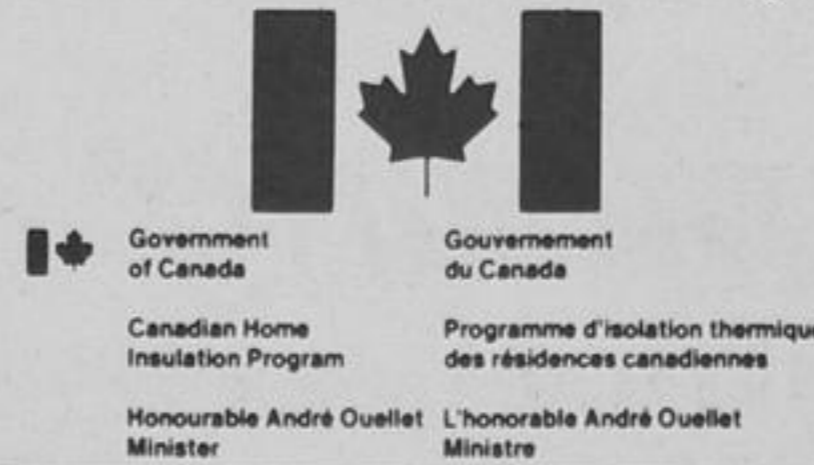 Government
of Canada
Gouvernement
du Canada
Canadian Home
Insulation Program
Programme d'isolation thermique
des résidences canadiennes
Honourable André Ouellet
Minister
L'honorable André Ouellet
Ministre